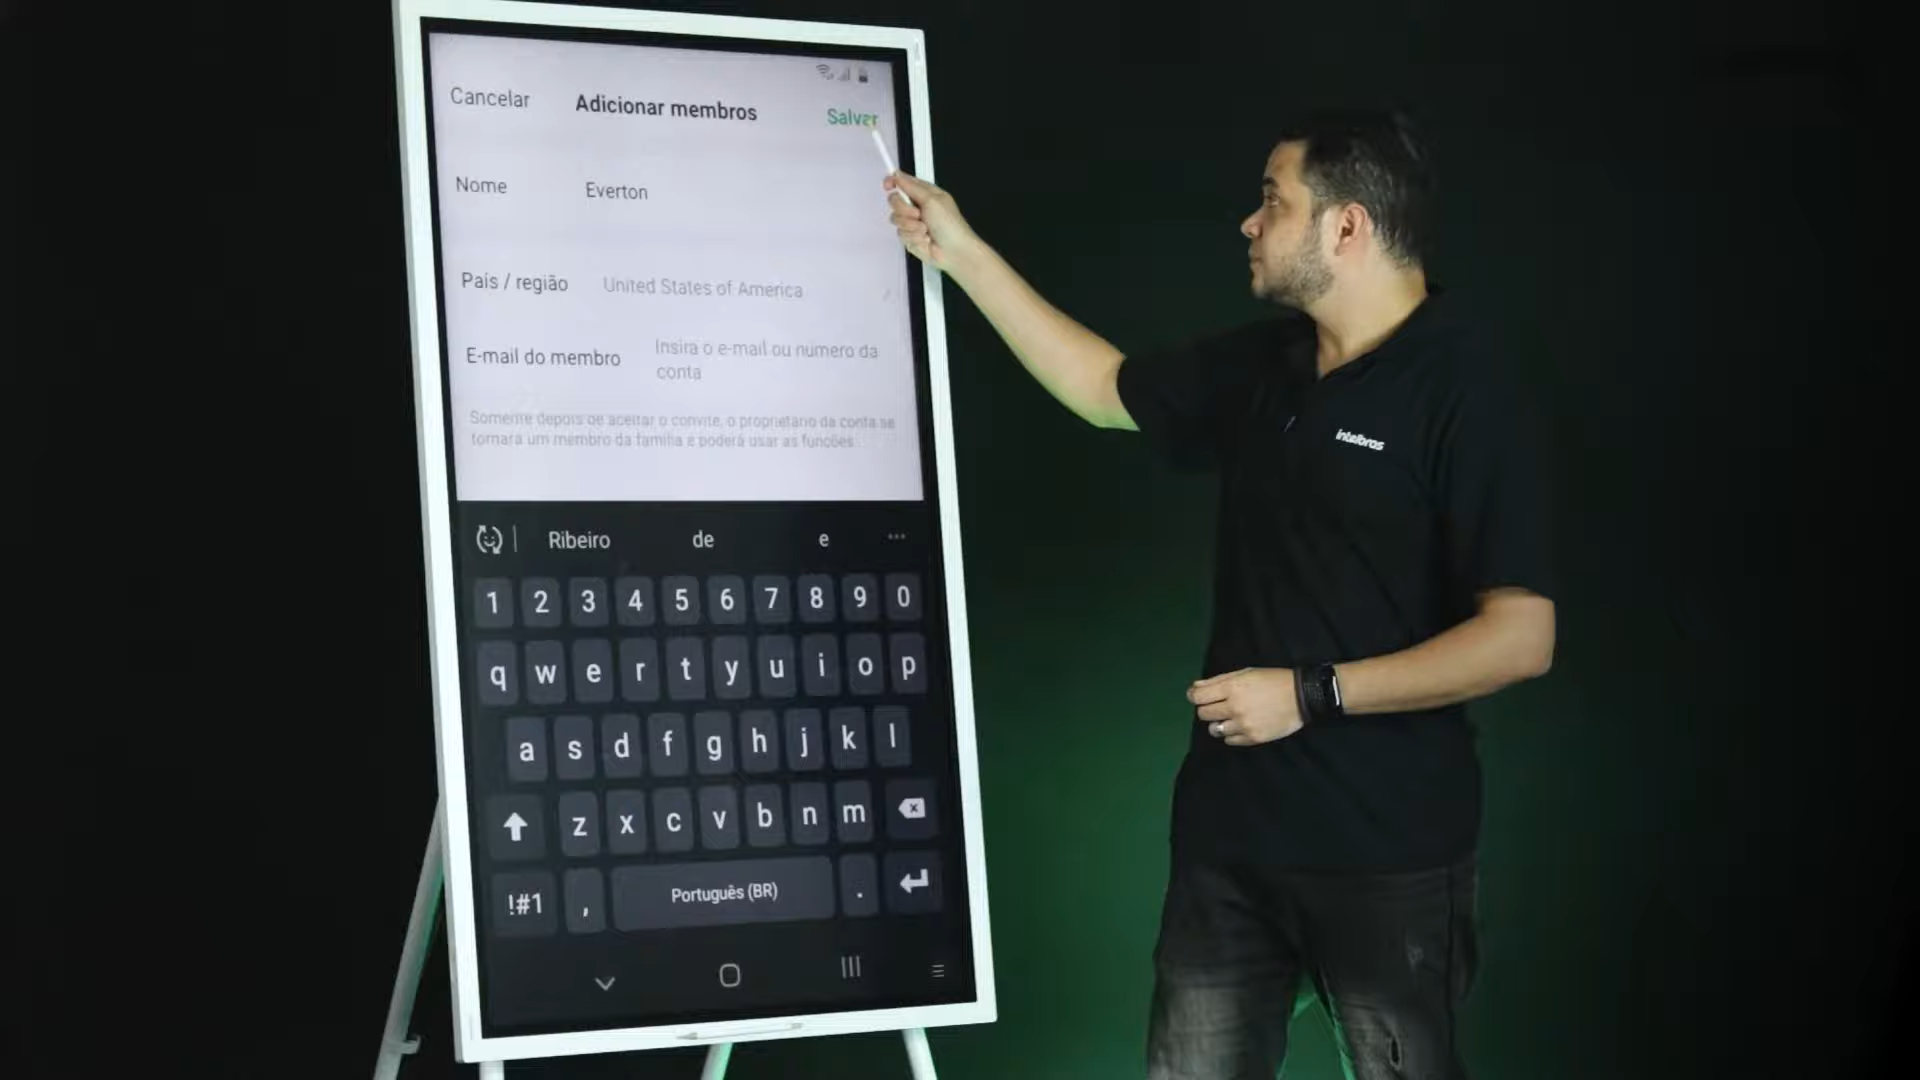 Cancelar
Adicionar membros
Salvar
Nome
Everton
País / região
United States of America
E-mail do membro
Insira o e-mail ou número da
conta
Somente depois de aceitar o convite, o proprietário da conta se
tornará um membro da família e poderá usar as funções
Ribeiro de e ...
1 2 3 4 5 6 7 8 9 0
q w e r t y u i o p
a s d f g h j k l
z x c v b n m
!#1 , Português (BR) .
intelbras